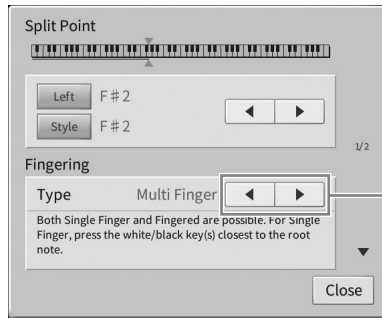 Split Point
Left F#2
Style F#2
1/2
Fingering
Type Multi Finger
Both Single Finger and Fingered are possible. For Single
Finger, press the white/black key(s) closest to the root
note.
Close